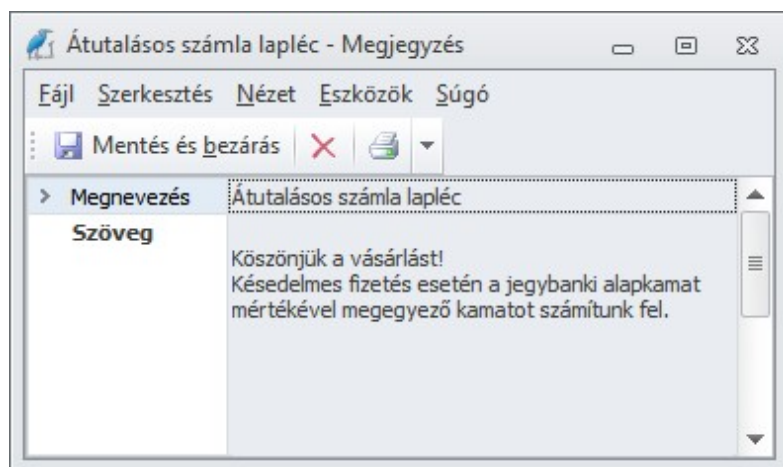 Átutalásos számla lapléc - Megjegyzés
Fájl Szerkesztés Nézet Eszközök Súgó
Mentés és bezárás
Megnevezés Átutalásos számla lapléc
Szöveg
Köszönjük a vásárlást!
Késedelmes fizetés esetén a jegybanki alapkamat
mértékével megegyező kamatot számítunk fel.